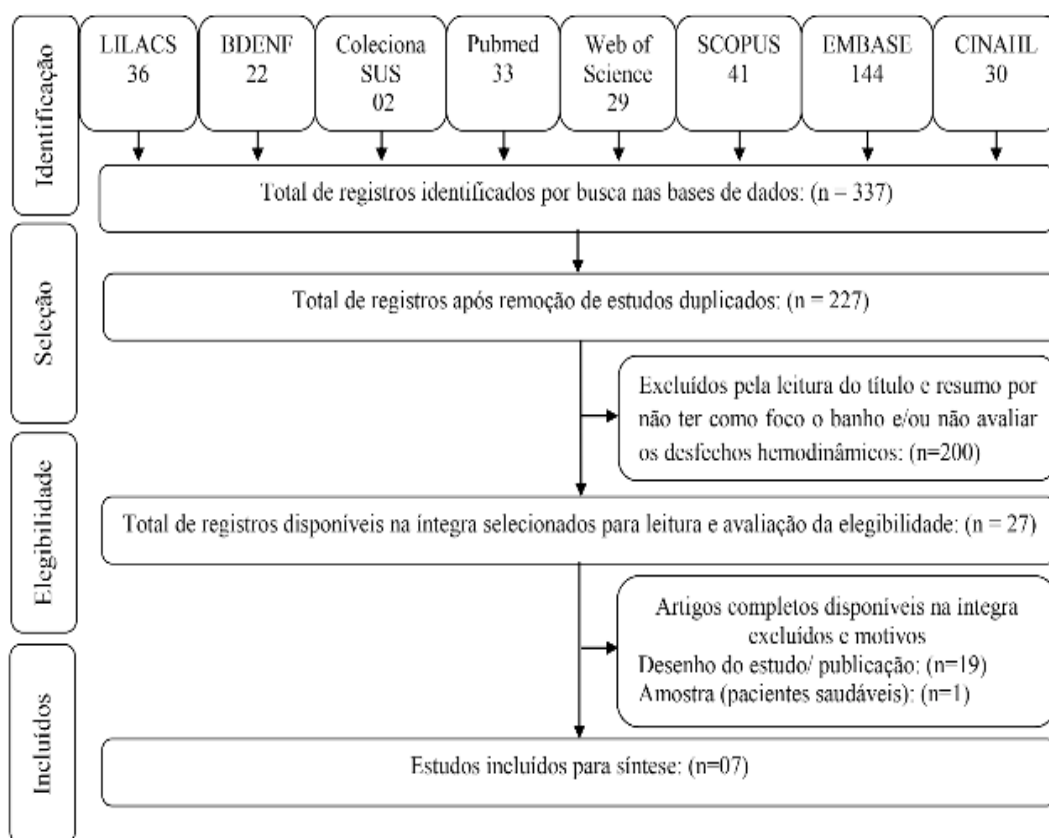 Identificação
LILACS
36
BDENF
22
Coleciona
SUS
02
Pubmed
33
Web of
Science
29
SCOPUS
41
EMBASE
144
CINAHL
30
Total de registros identificados por busca nas bases de dados: (n = 337)
Seleção
Total de registros após remoção de estudos duplicados: (n = 227)
Excluídos pela leitura do título e resumo por
não ter como foco o banho e/ou não avaliar
os desfechos hemodinâmicos: (n=200)
Elegibilidade
Total de registros disponíveis na íntegra selecionados para leitura e avaliação da elegibilidade: (n = 27)
Artigos completos disponíveis na íntegra
excluídos e motivos
Desenho do estudo/ publicação: (n=19)
Amostra (pacientes saudáveis): (n=1)
Incluídos
Estudos incluídos para síntese: (n=07)